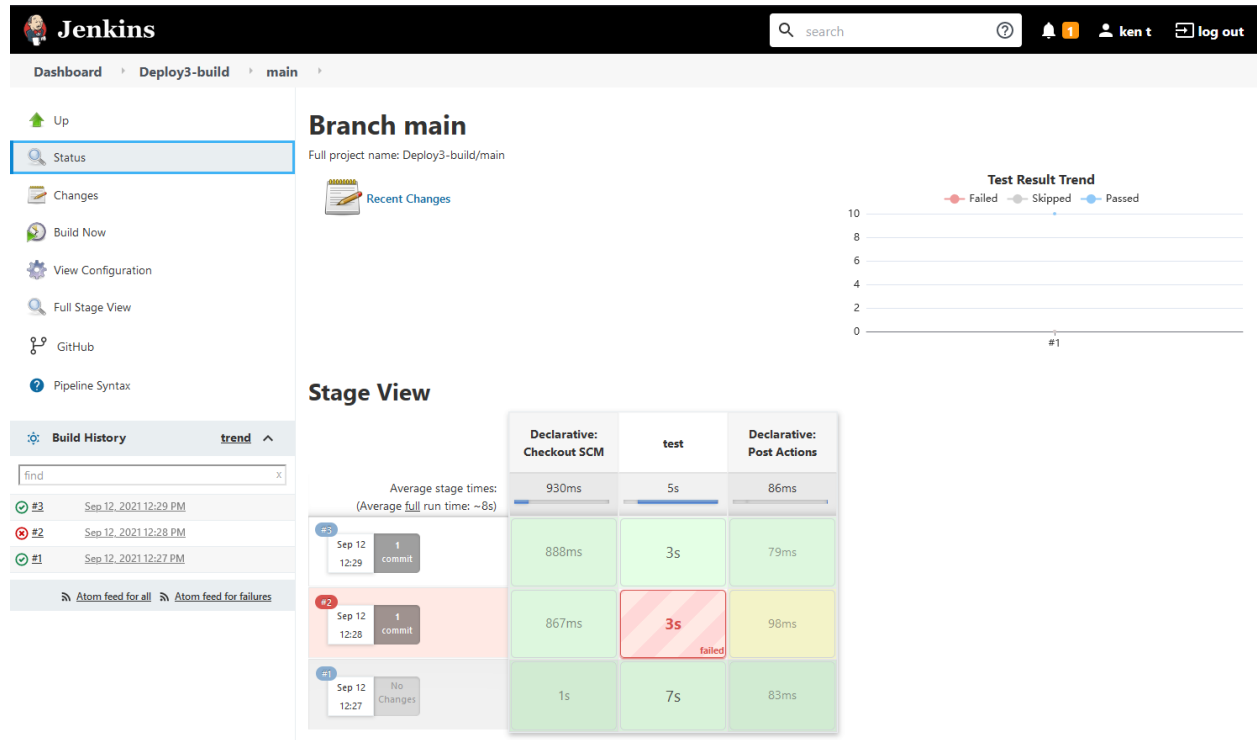 Jenkins
search
1
ken t
log out
Dashboard
Deploy3-build
main
Up
Status
Changes
Build Now
View Configuration
Full Stage View
GitHub
Pipeline Syntax
Build History
trend
find
x
#3
Sep 12, 2021 12:29 PM
#2
Sep 12, 2021 12:28 PM
#1
Sep 12, 2021 12:27 PM
Atom feed for all
Atom feed for failures
Branch main
Full project name: Deploy3-build/main
Recent Changes
Test Result Trend
Failed
Skipped
Passed
10
8
6
4
2
0
#1
Stage View
Declarative:
Checkout SCM
test
Declarative:
Post Actions
Average stage times:
(Average full run time: ~8s)
930ms
5s
86ms
#3
Sep 12
12:29
1
commit
888ms
3s
79ms
#2
Sep 12
12:28
1
commit
867ms
3s
failed
98ms
#1
Sep 12
12:27
No
Changes
1s
7s
83ms